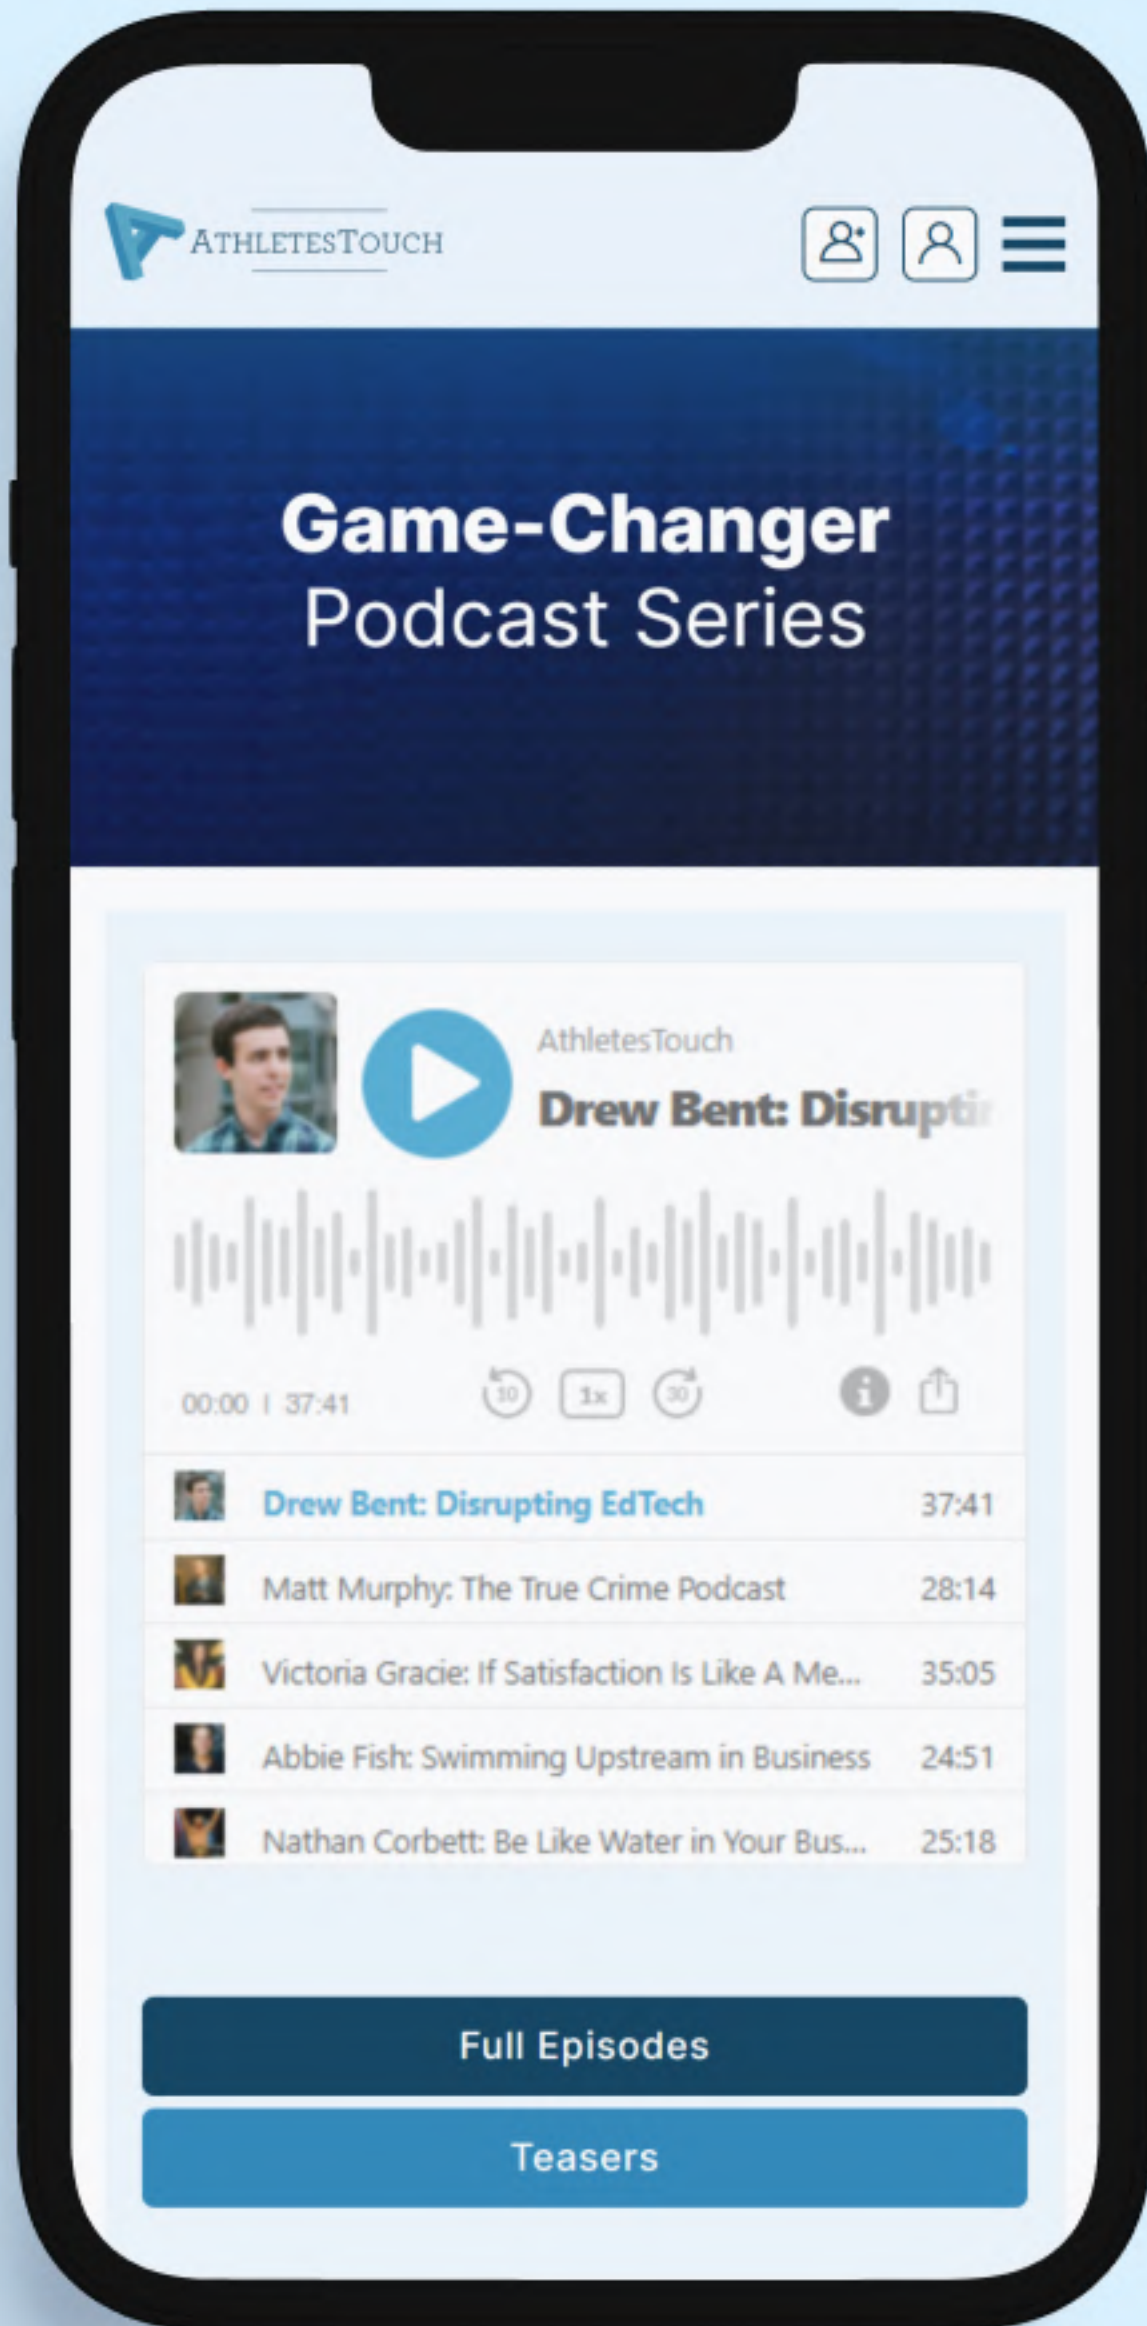 AthletesTouch
Game-Changer
Podcast Series
AthletesTouch
Drew Bent: Disrupti
00:00 | 37:41
10
1x
30
Drew Bent: Disrupting EdTech 37:41
Matt Murphy: The True Crime Podcast 28:14
Victoria Gracie: If Satisfaction Is Like A Me... 35:05
Abbie Fish: Swimming Upstream in Business 24:51
Nathan Corbett: Be Like Water in Your Bus... 25:18
Full Episodes
Teasers